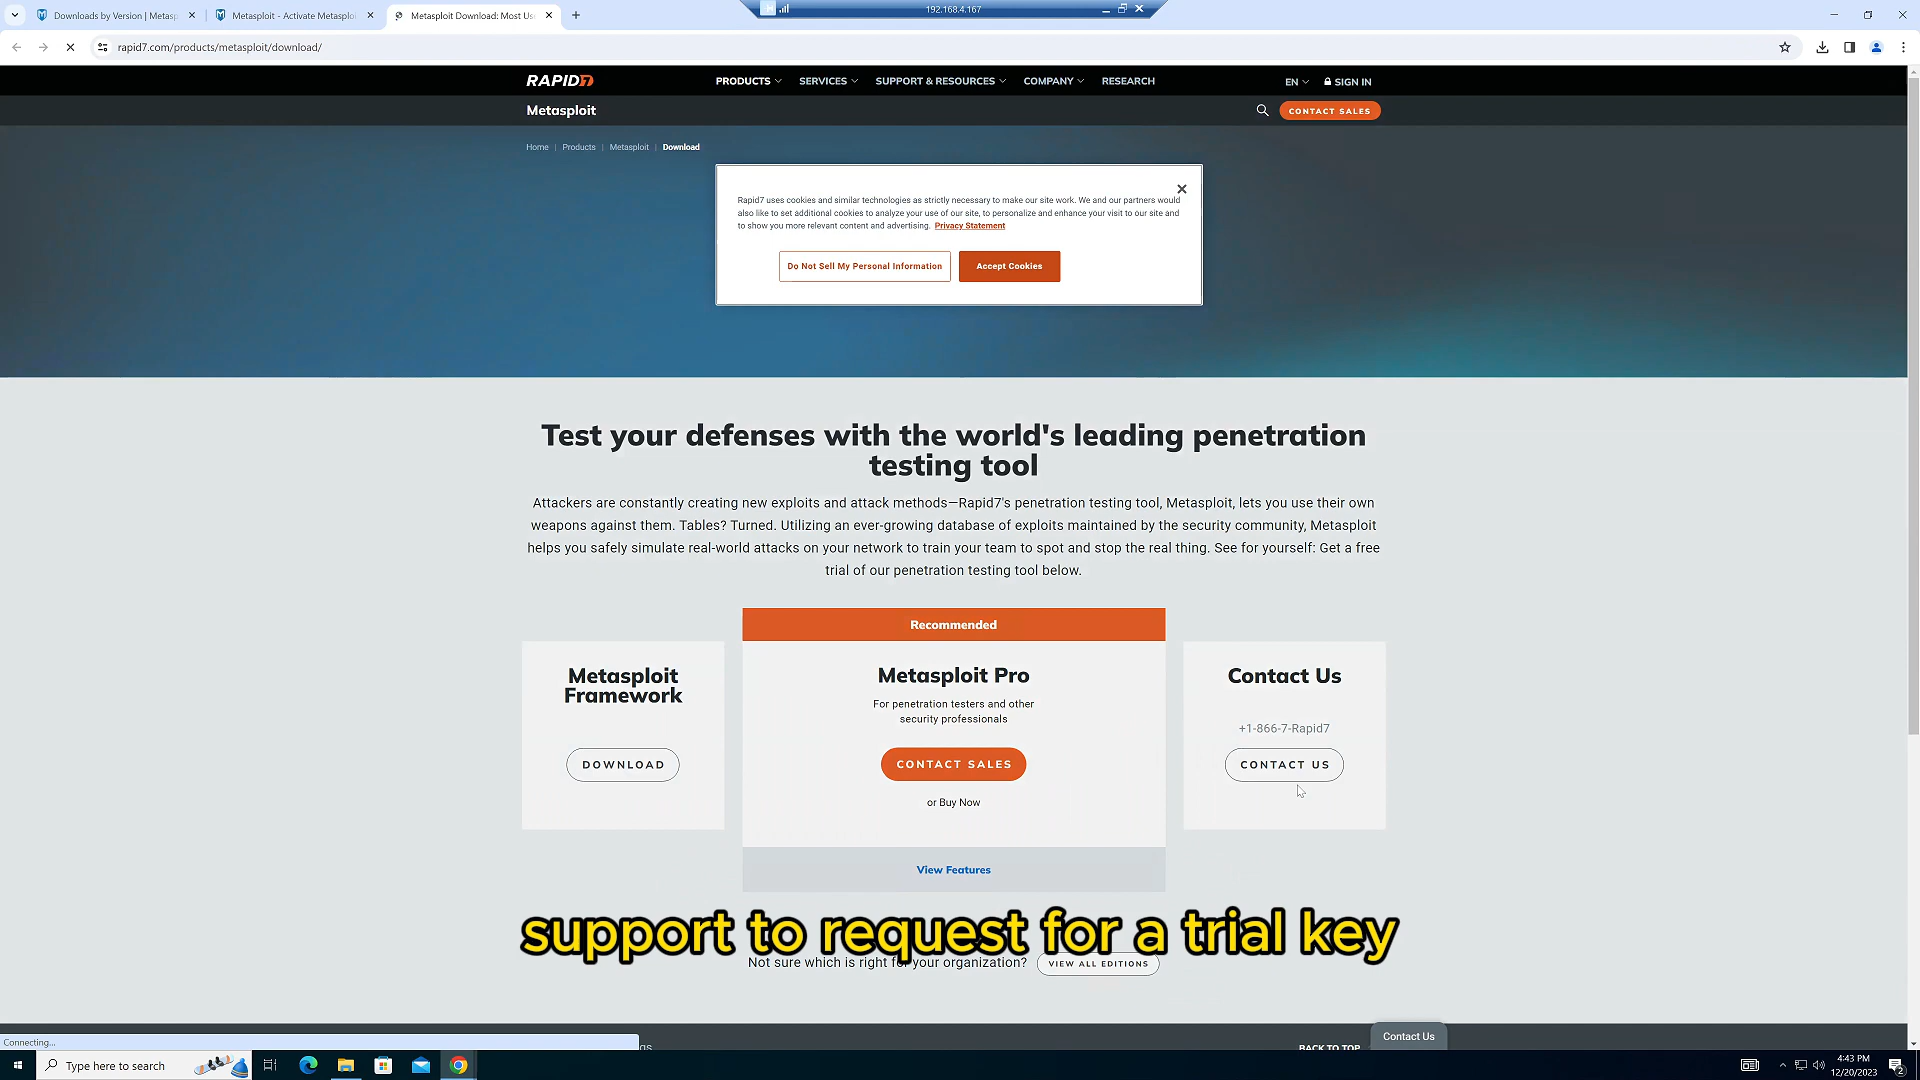 Downloads by Version | Metasp
Metasploit - Activate Metasploi
Metasploit Download: Most Us
192.168.4.167
rapid7.com/products/metasploit/download/
RAPID7
PRODUCTS
SERVICES
SUPPORT & RESOURCES
COMPANY
RESEARCH
EN
SIGN IN
Metasploit
CONTACT SALES
Home | Products | Metasploit | Download
Rapid7 uses cookies and similar technologies as strictly necessary to make our site work. We and our partners would
also like to set additional cookies to analyze your use of our site, to personalize and enhance your visit to our site and
to show you more relevant content and advertising. Privacy Statement
Do Not Sell My Personal Information
Accept Cookies
Test your defenses with the world's leading penetration
testing tool
Attackers are constantly creating new exploits and attack methods—Rapid7's penetration testing tool, Metasploit, lets you use their own
weapons against them. Tables? Turned. Utilizing an ever-growing database of exploits maintained by the security community, Metasploit
helps you safely simulate real-world attacks on your network to train your team to spot and stop the real thing. See for yourself: Get a free
trial of our penetration testing tool below.
Recommended
Metasploit
Framework
DOWNLOAD
Metasploit Pro
For penetration testers and other
security professionals
CONTACT SALES
or Buy Now
View Features
Contact Us
+1-866-7-Rapid7
CONTACT US
support to request for a trial key
Not sure which is right for your organization?
VIEW ALL EDITIONS
Contact Us
Connecting...
BACK TO TOP
Type here to search
4:43 PM
12/20/2023
2